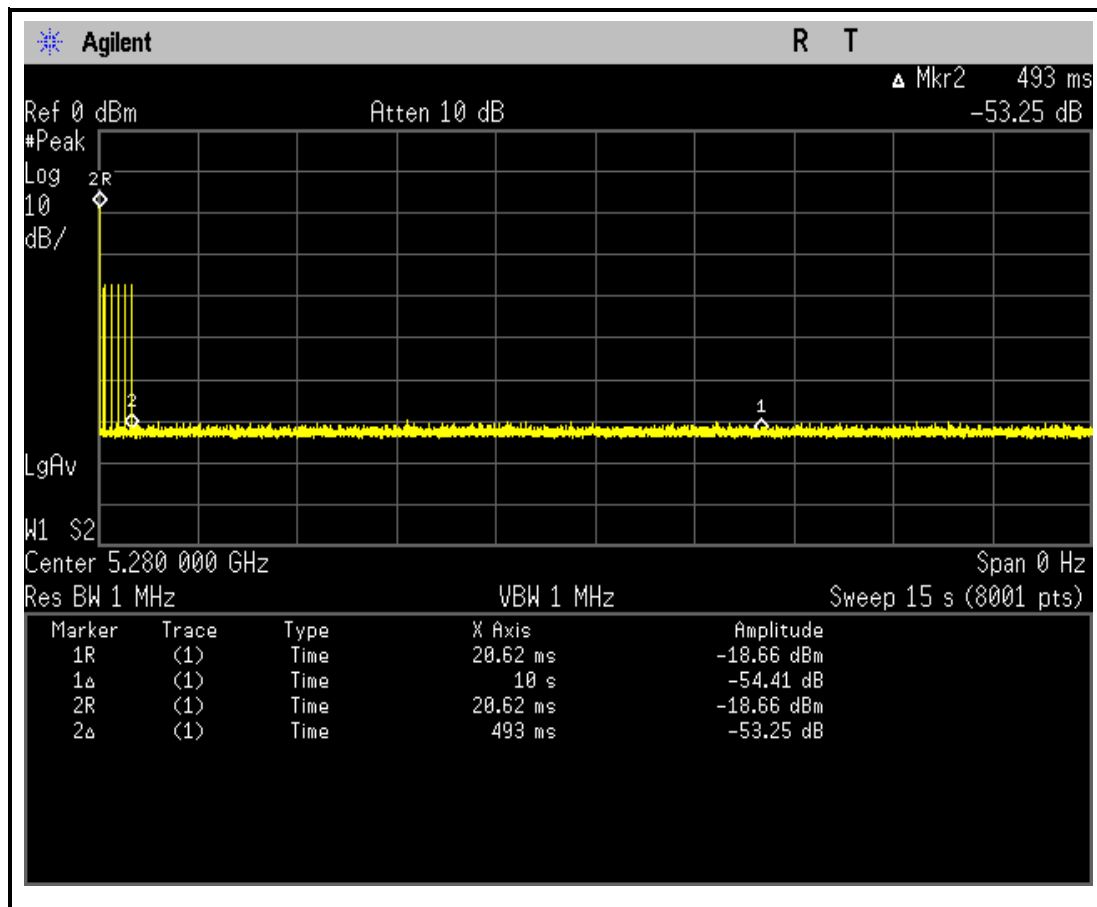 Agilent R T
Δ Mkr2 493 ms
Ref 0 dBm Atten 10 dB -53.25 dB
#Peak
Log
10
dB/
2R
2
1
LgAv
W1 S2
Center 5.280 000 GHz Span 0 Hz
Res BW 1 MHz VBW 1 MHz Sweep 15 s (8001 pts)
Marker Trace Type X Axis Amplitude
1R (1) Time 20.62 ms -18.66 dBm
1Δ (1) Time 10 s -54.41 dB
2R (1) Time 20.62 ms -18.66 dBm
2Δ (1) Time 493 ms -53.25 dB